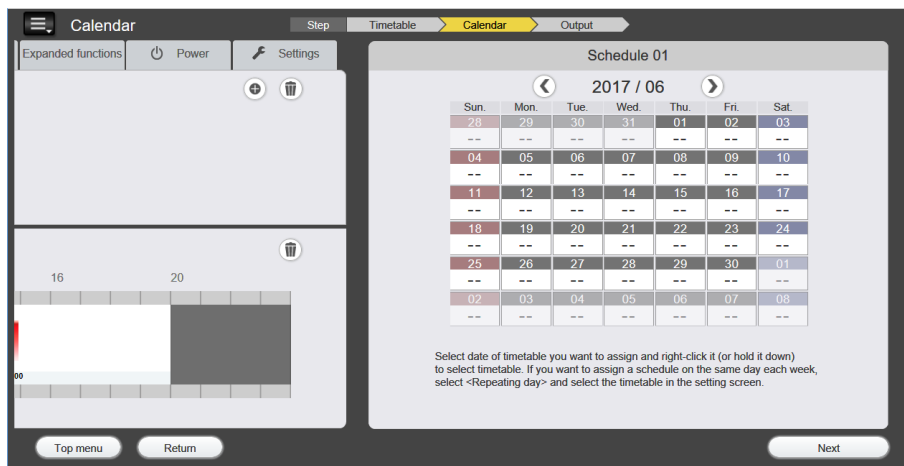 Calendar
Step Timetable Calendar Output
Expanded functions Power Settings
16 20
00
Schedule 01
2017 / 06
Sun. Mon. Tue. Wed. Thu. Fri. Sat.
28 29 30 31 01 02 03
-- -- -- -- -- -- --
04 05 06 07 08 09 10
-- -- -- -- -- -- --
11 12 13 14 15 16 17
-- -- -- -- -- -- --
18 19 20 21 22 23 24
-- -- -- -- -- -- --
25 26 27 28 29 30 01
-- -- -- -- -- -- --
02 03 04 05 06 07 08
-- -- -- -- -- -- --
Select date of timetable you want to assign and right-click it (or hold it down)
to select timetable. If you want to assign a schedule on the same day each week,
select <Repeating day> and select the timetable in the setting screen.
Top menu Return Next